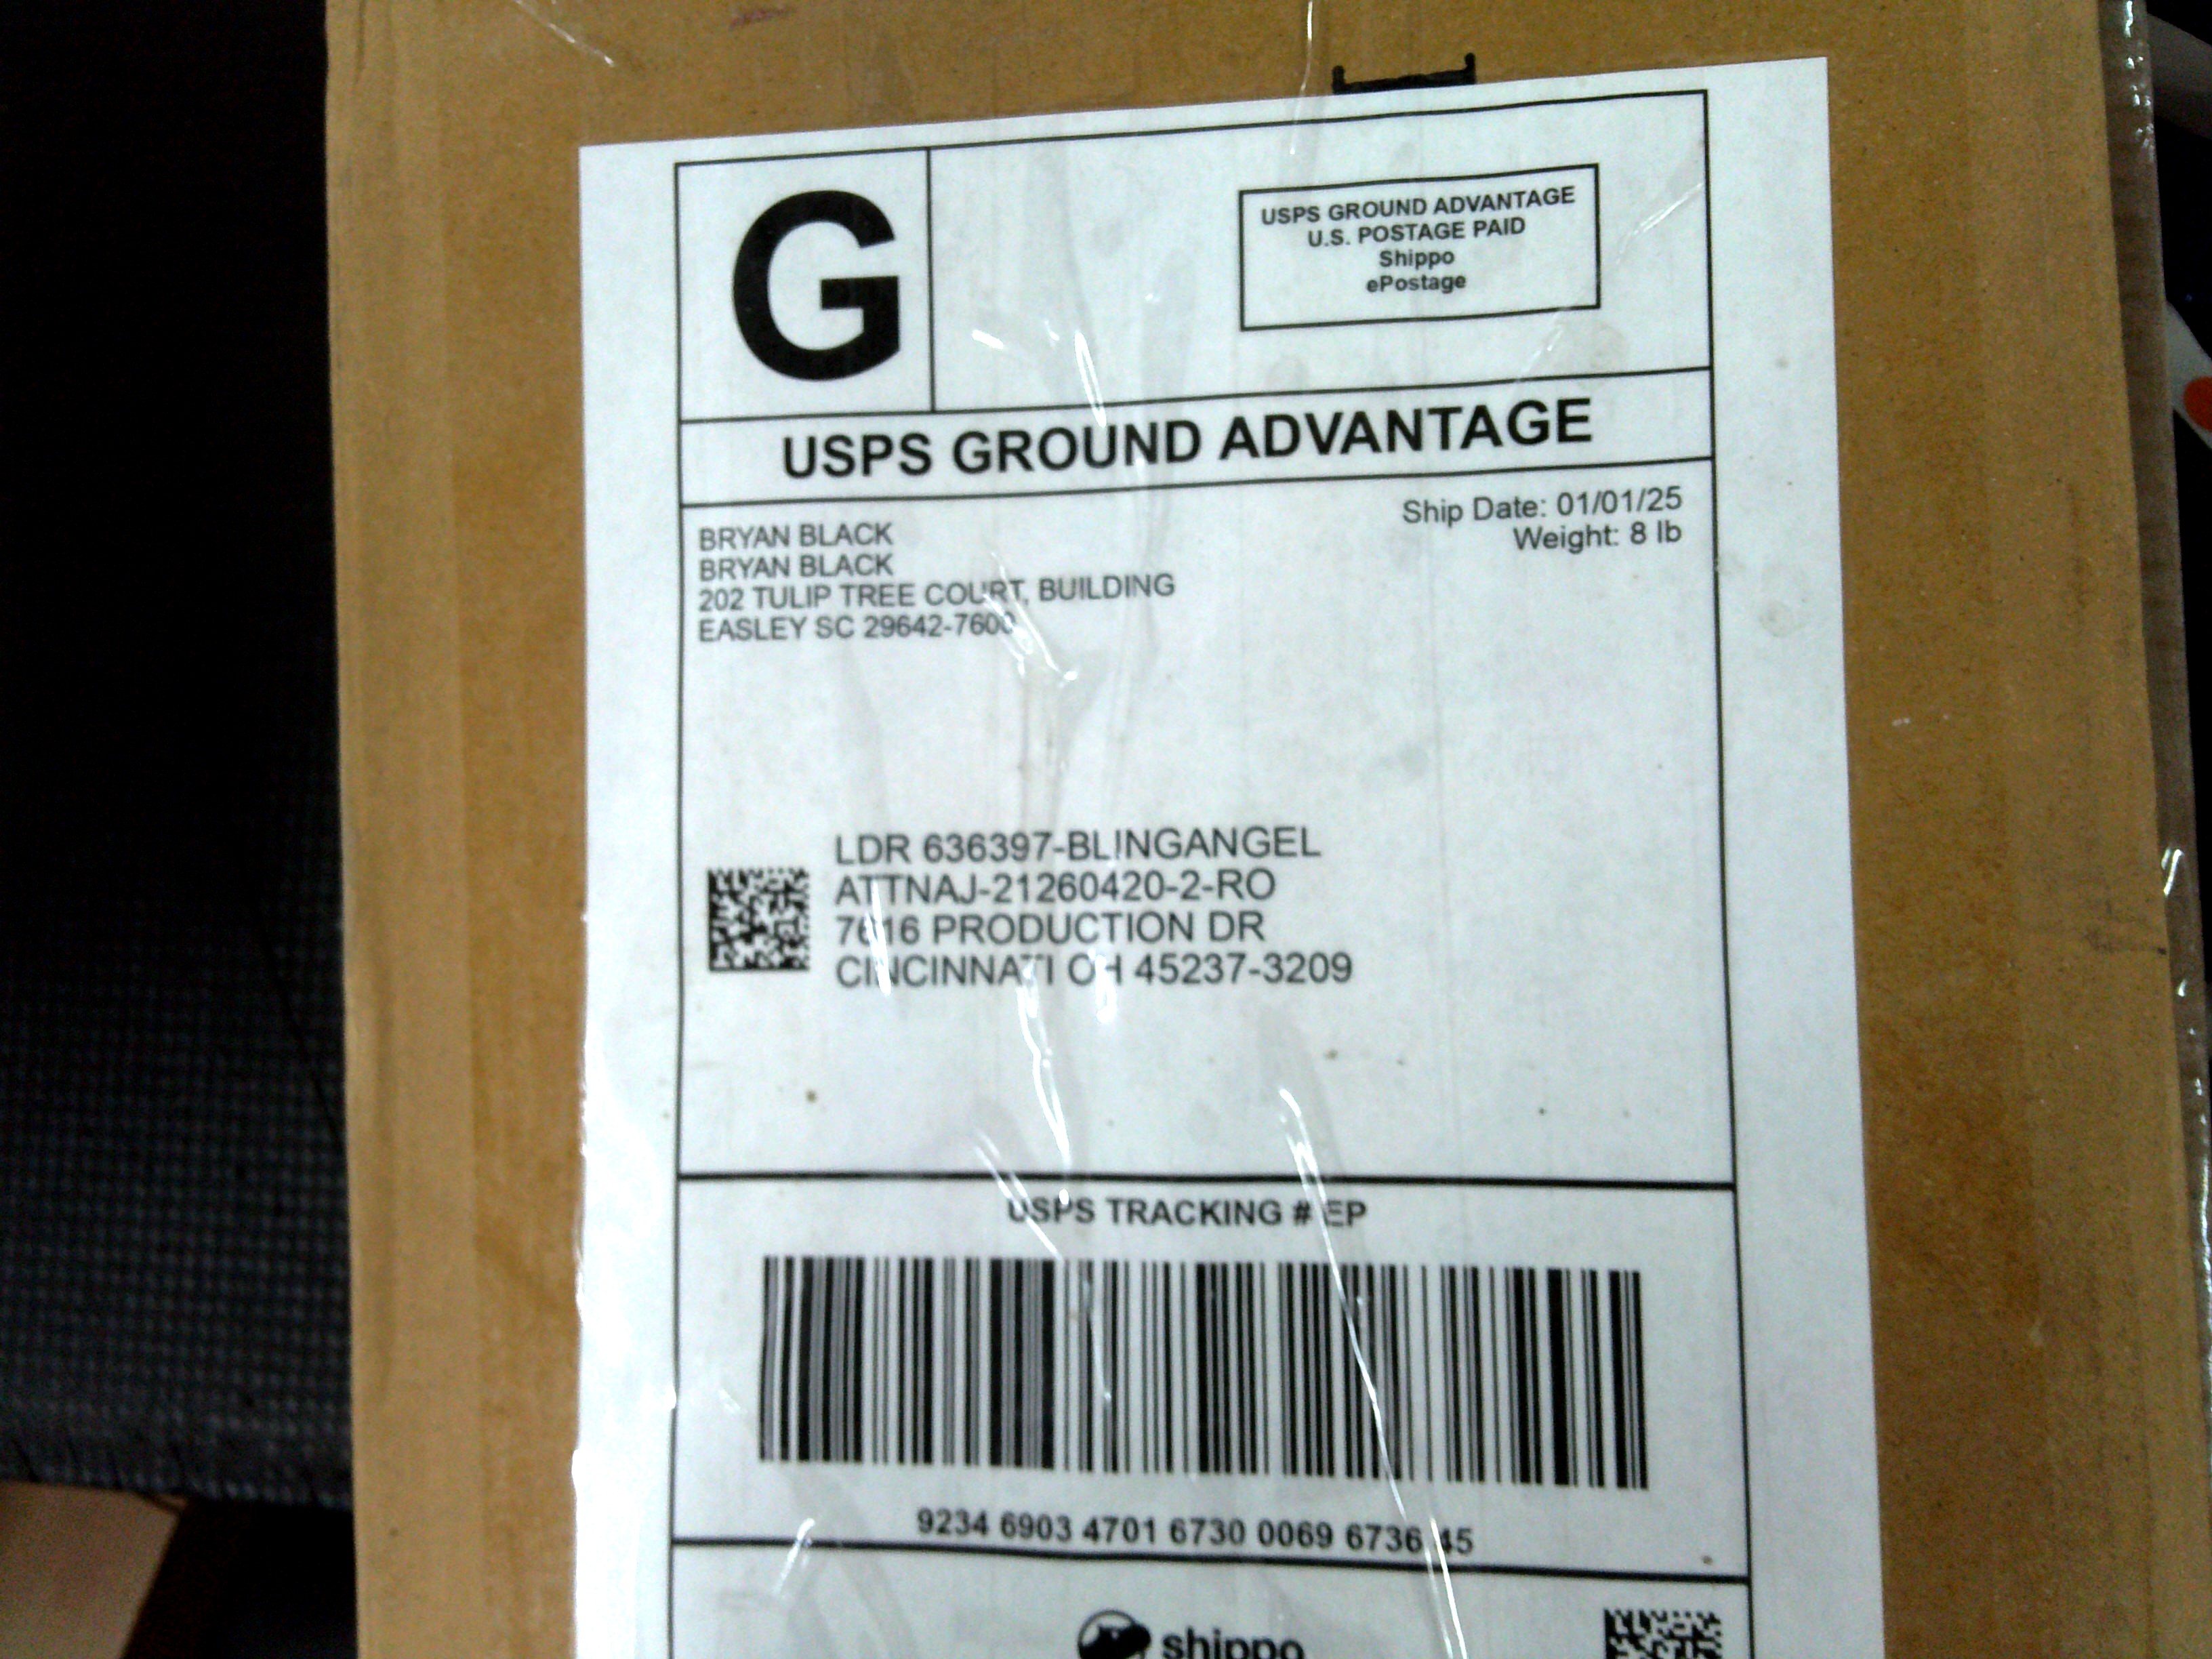 G
USPS GROUND ADVANTAGE
U.S. POSTAGE PAID
Shippo
ePostage
USPS GROUND ADVANTAGE
Ship Date: 01/01/25
Weight: 8 lb
BRYAN BLACK
BRYAN BLACK
202 TULIP TREE COURT, BUILDING
EASLEY SC 29642-7600
LDR 636397-BLINGANGEL
ATTNAJ-21260420-2-RO
7616 PRODUCTION DR
CINCINNATI OH 45237-3209
USPS TRACKING # EP
9234 6903 4701 6730 0069 6736 45
shippo